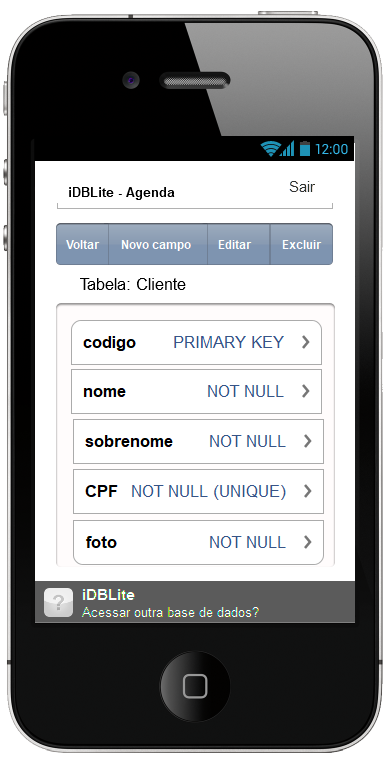 12:00
iDBLite - Agenda Sair
Voltar Novo campo Editar Excluir
Tabela: Cliente
codigo PRIMARY KEY
nome NOT NULL
sobrenome NOT NULL
CPF NOT NULL (UNIQUE)
foto NOT NULL
? iDBLite
Acessar outra base de dados?